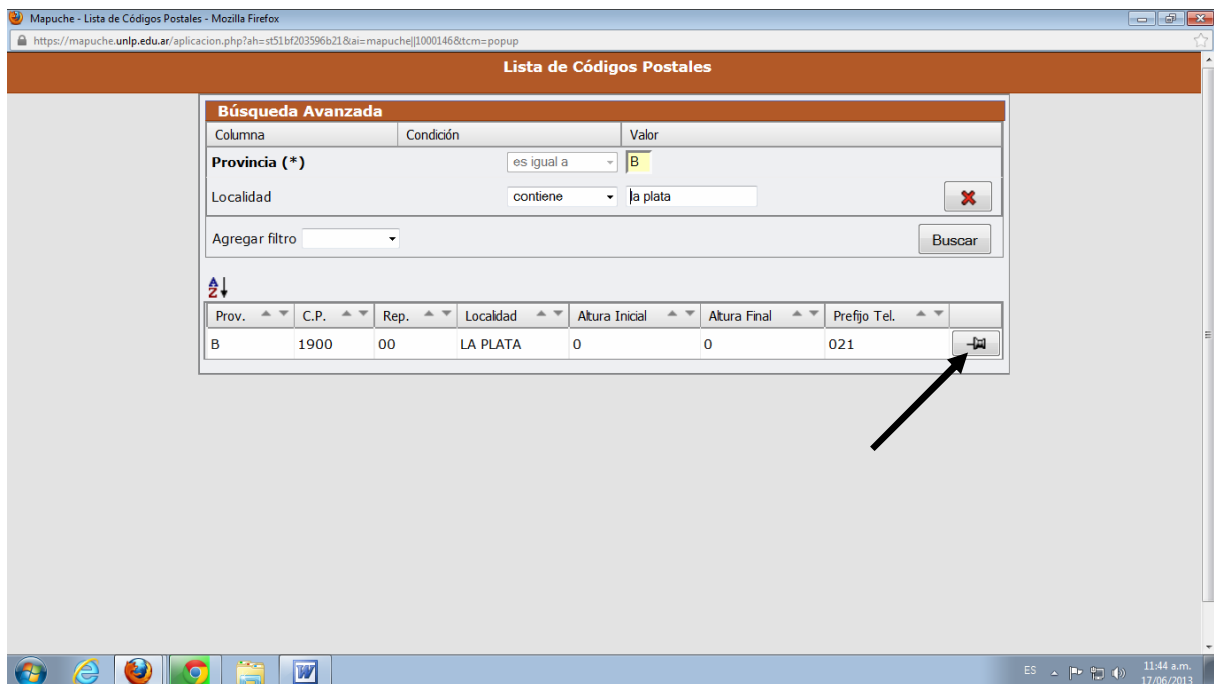 Mapuche - Lista de Códigos Postales - Mozilla Firefox
https://mapuche.unlp.edu.ar/aplicacion.php?ah=st51bf203596b21&ai=mapuche||1000146&tcm=popup
Lista de Códigos Postales
Búsqueda Avanzada
Columna Condición Valor
Provincia (*) es igual a B
Localidad contiene la plata
Agregar filtro Buscar
Prov. C.P. Rep. Localidad Altura Inicial Altura Final Prefijo Tel.
B 1900 00 LA PLATA 0 0 021
ES 11:44 a.m.
17/06/2013